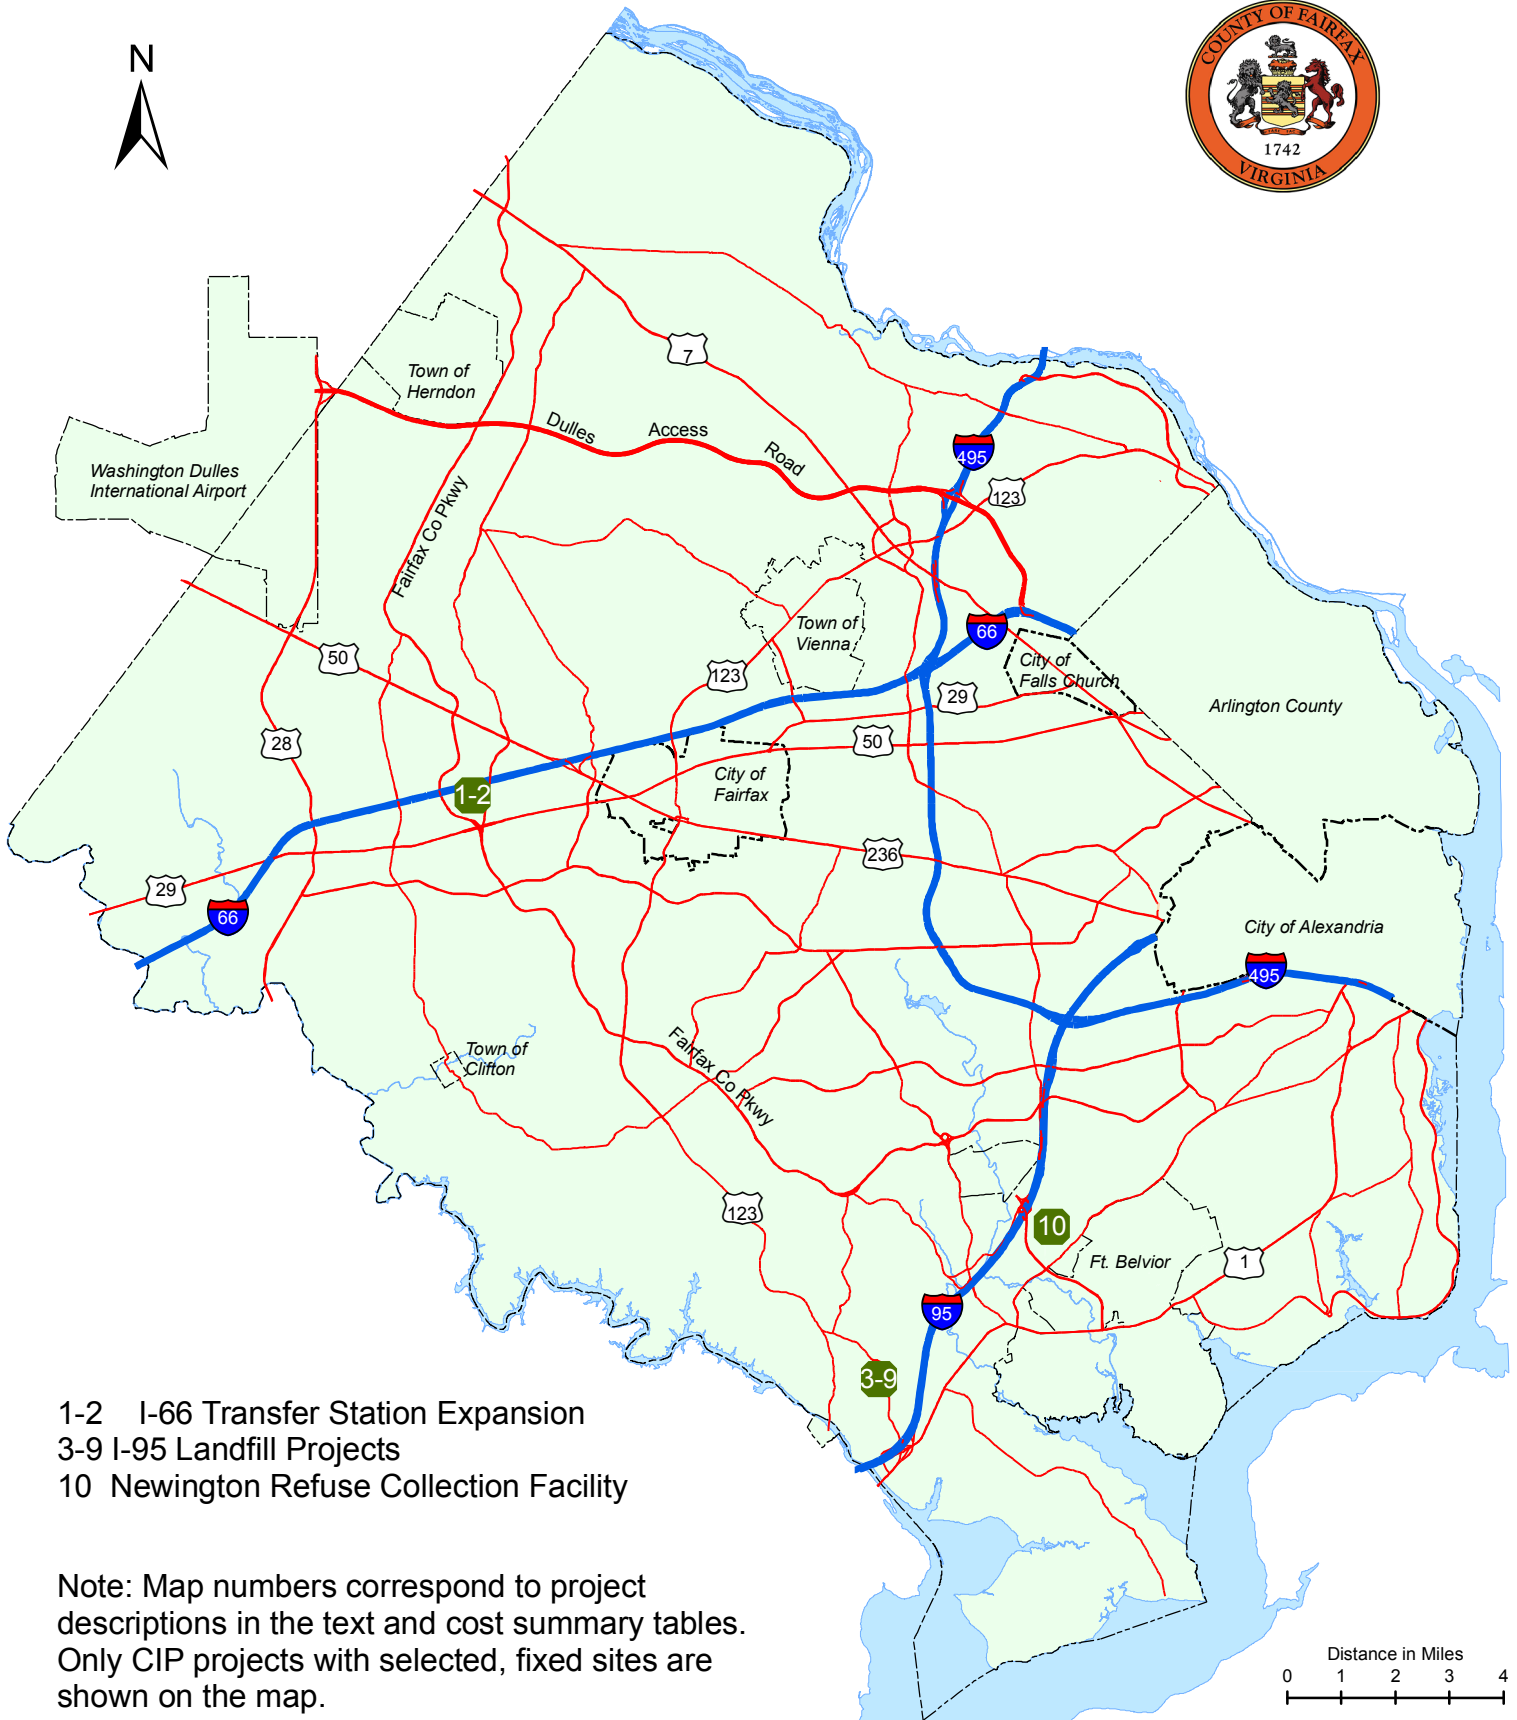 N
COUNTY OF FAIRFAX
1742
VIRGINIA
7
Town of
Herndon
Dulles
Access
Road
495
123
Washington Dulles
International Airport
Fairfax Co Pkwy
Town of
Vienna
66
City of
Falls Church
50
123
29
Arlington County
28
50
City of
Fairfax
1-2
236
29
66
City of Alexandria
495
Town of
Clifton
Fairfax Co Pkwy
123
10
Ft. Belvior
1
95
3-9
1-2 I-66 Transfer Station Expansion
3-9 I-95 Landfill Projects
10 Newington Refuse Collection Facility
Note: Map numbers correspond to project
descriptions in the text and cost summary tables.
Only CIP projects with selected, fixed sites are
shown on the map.
Distance in Miles
0 1 2 3 4